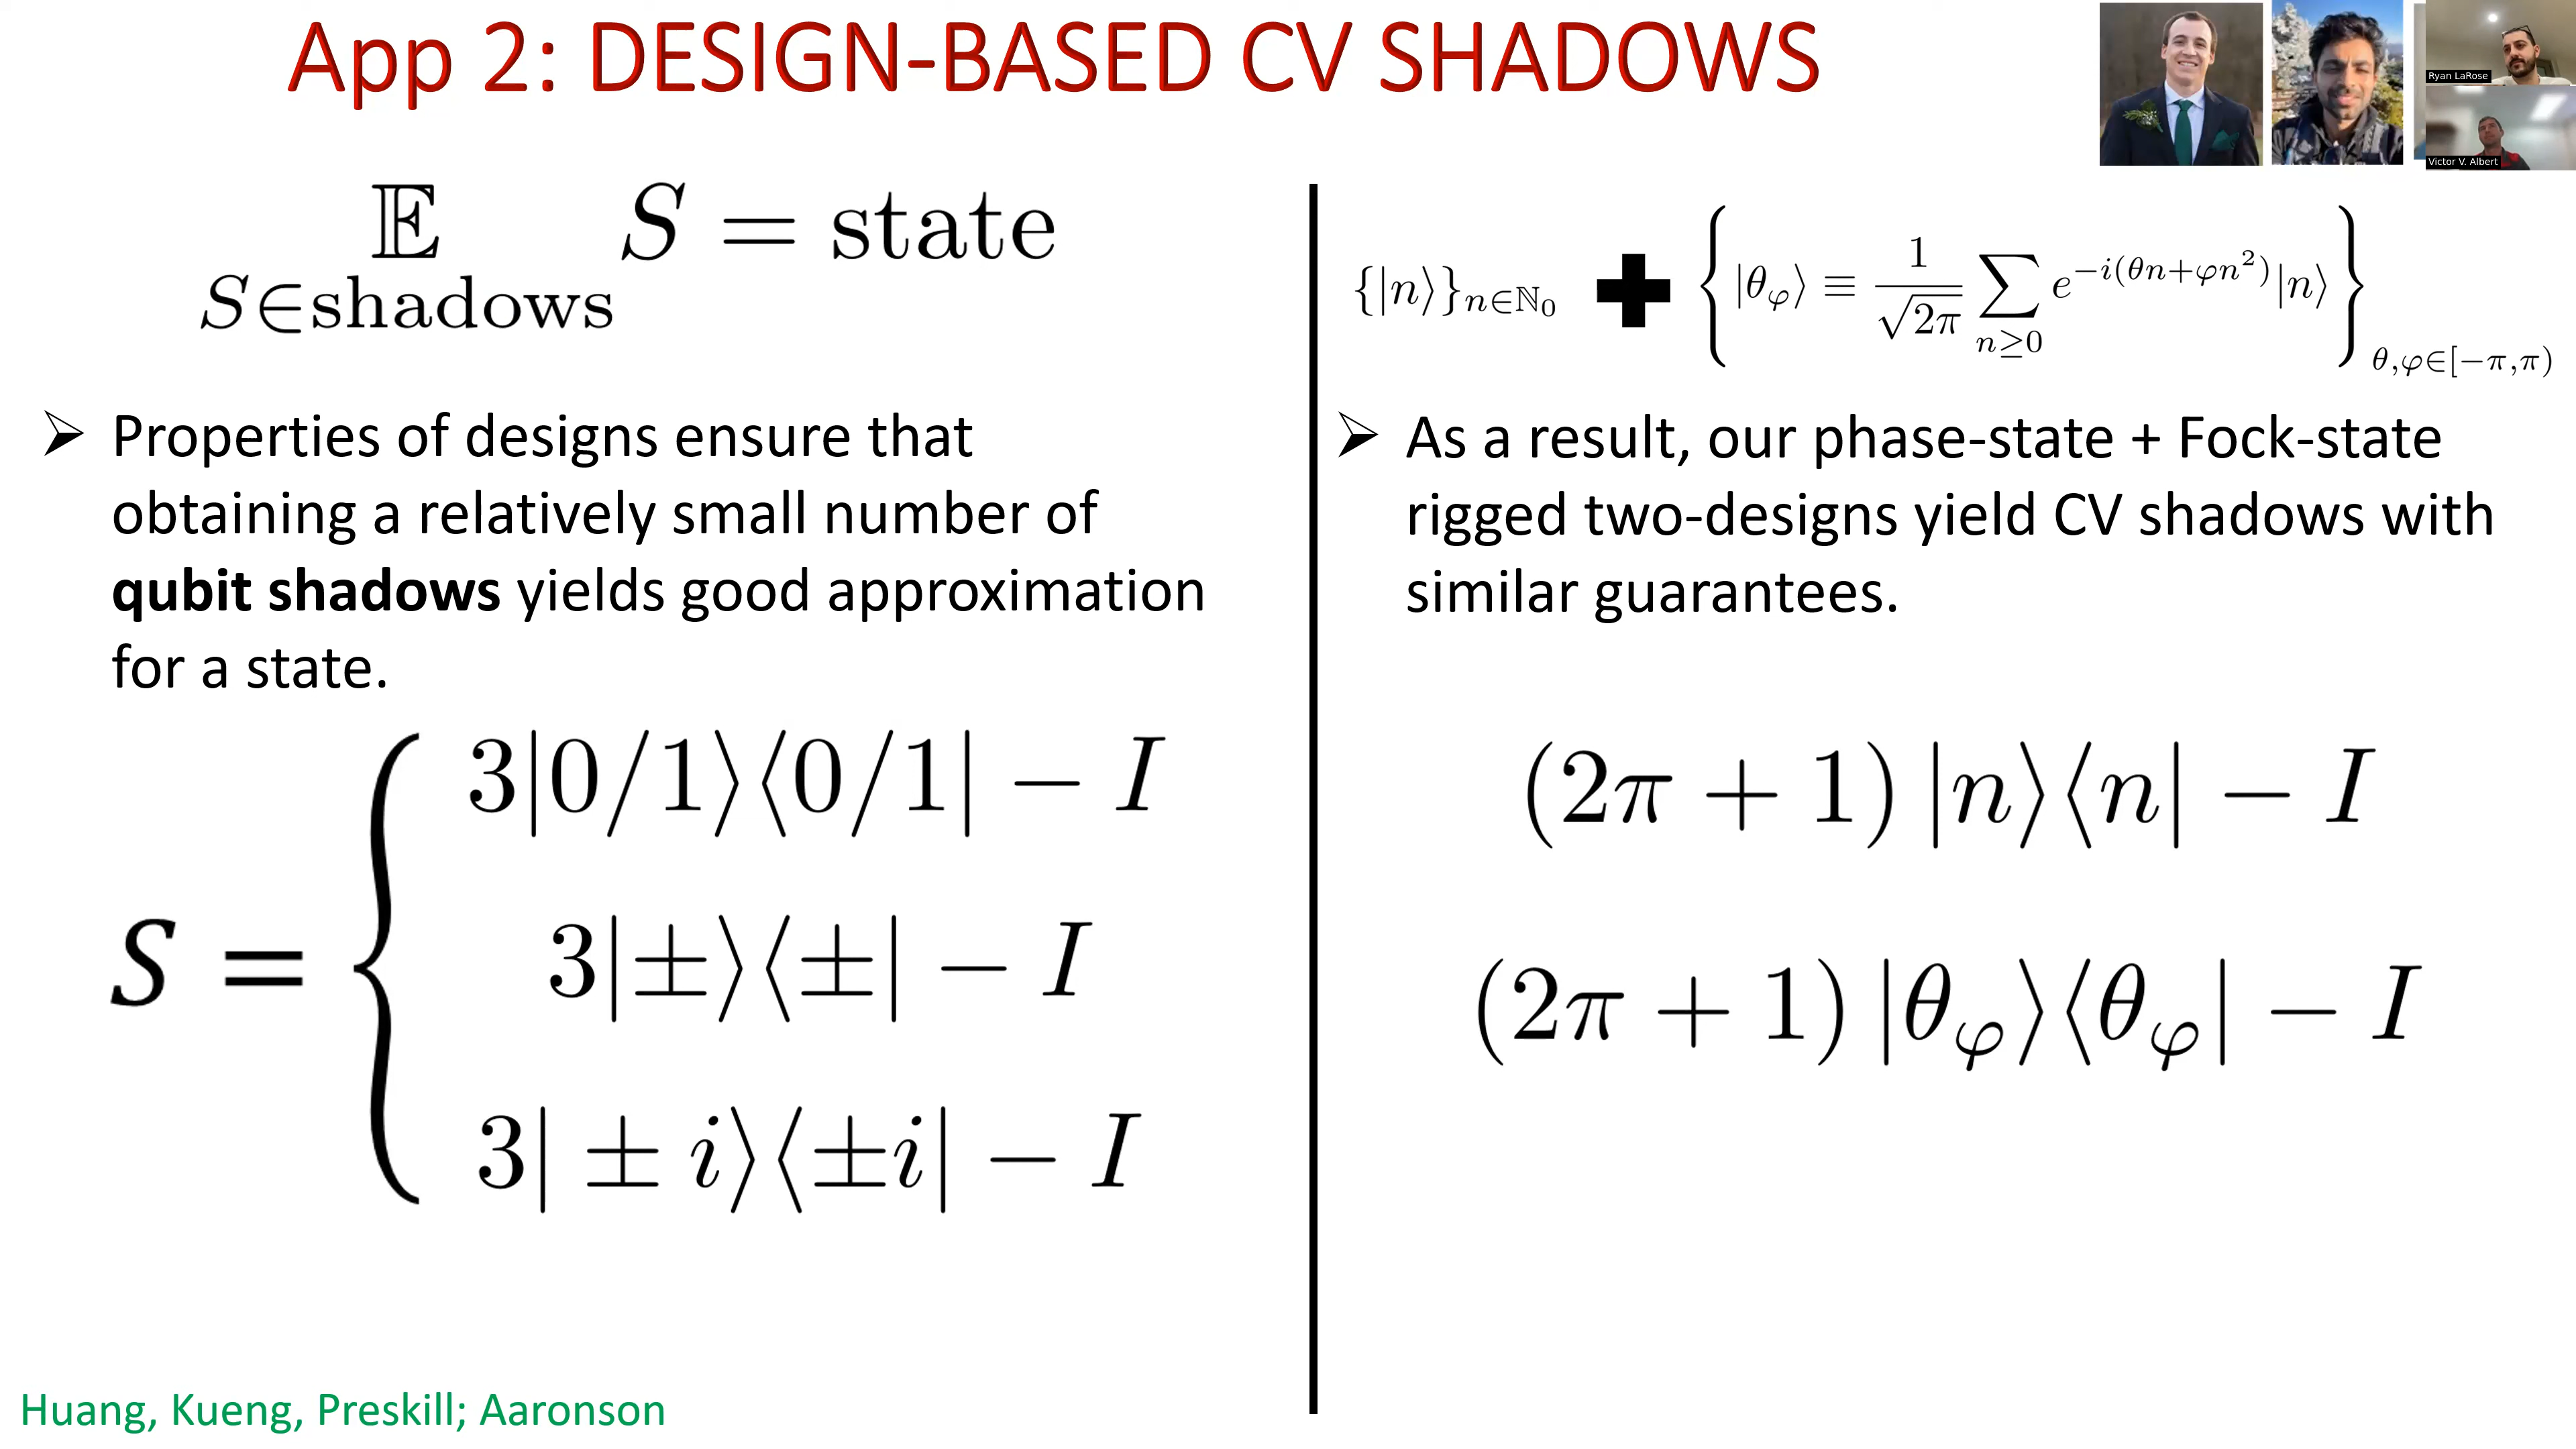 App 2: DESIGN-BASED CV SHADOWS
Ryan LaRose
Victor V. Albert
𝔼 S = state
S∈shadows
➢ Properties of designs ensure that
obtaining a relatively small number of
qubit shadows yields good approximation
for a state.
S = {
3|0/1⟩⟨0/1| − I
3|±⟩⟨±| − I
3| ± i⟩⟨±i| − I
Huang, Kueng, Preskill; Aaronson
{|n⟩}_{n∈ℕ₀} ✚ { |θ_φ⟩ ≡ 1/√2π ∑_{n≥0} e^{−i(θn+φn²)}|n⟩ }_{θ,φ∈[−π,π)}
➢ As a result, our phase-state + Fock-state
rigged two-designs yield CV shadows with
similar guarantees.
(2π + 1) |n⟩⟨n| − I
(2π + 1) |θ_φ⟩⟨θ_φ| − I